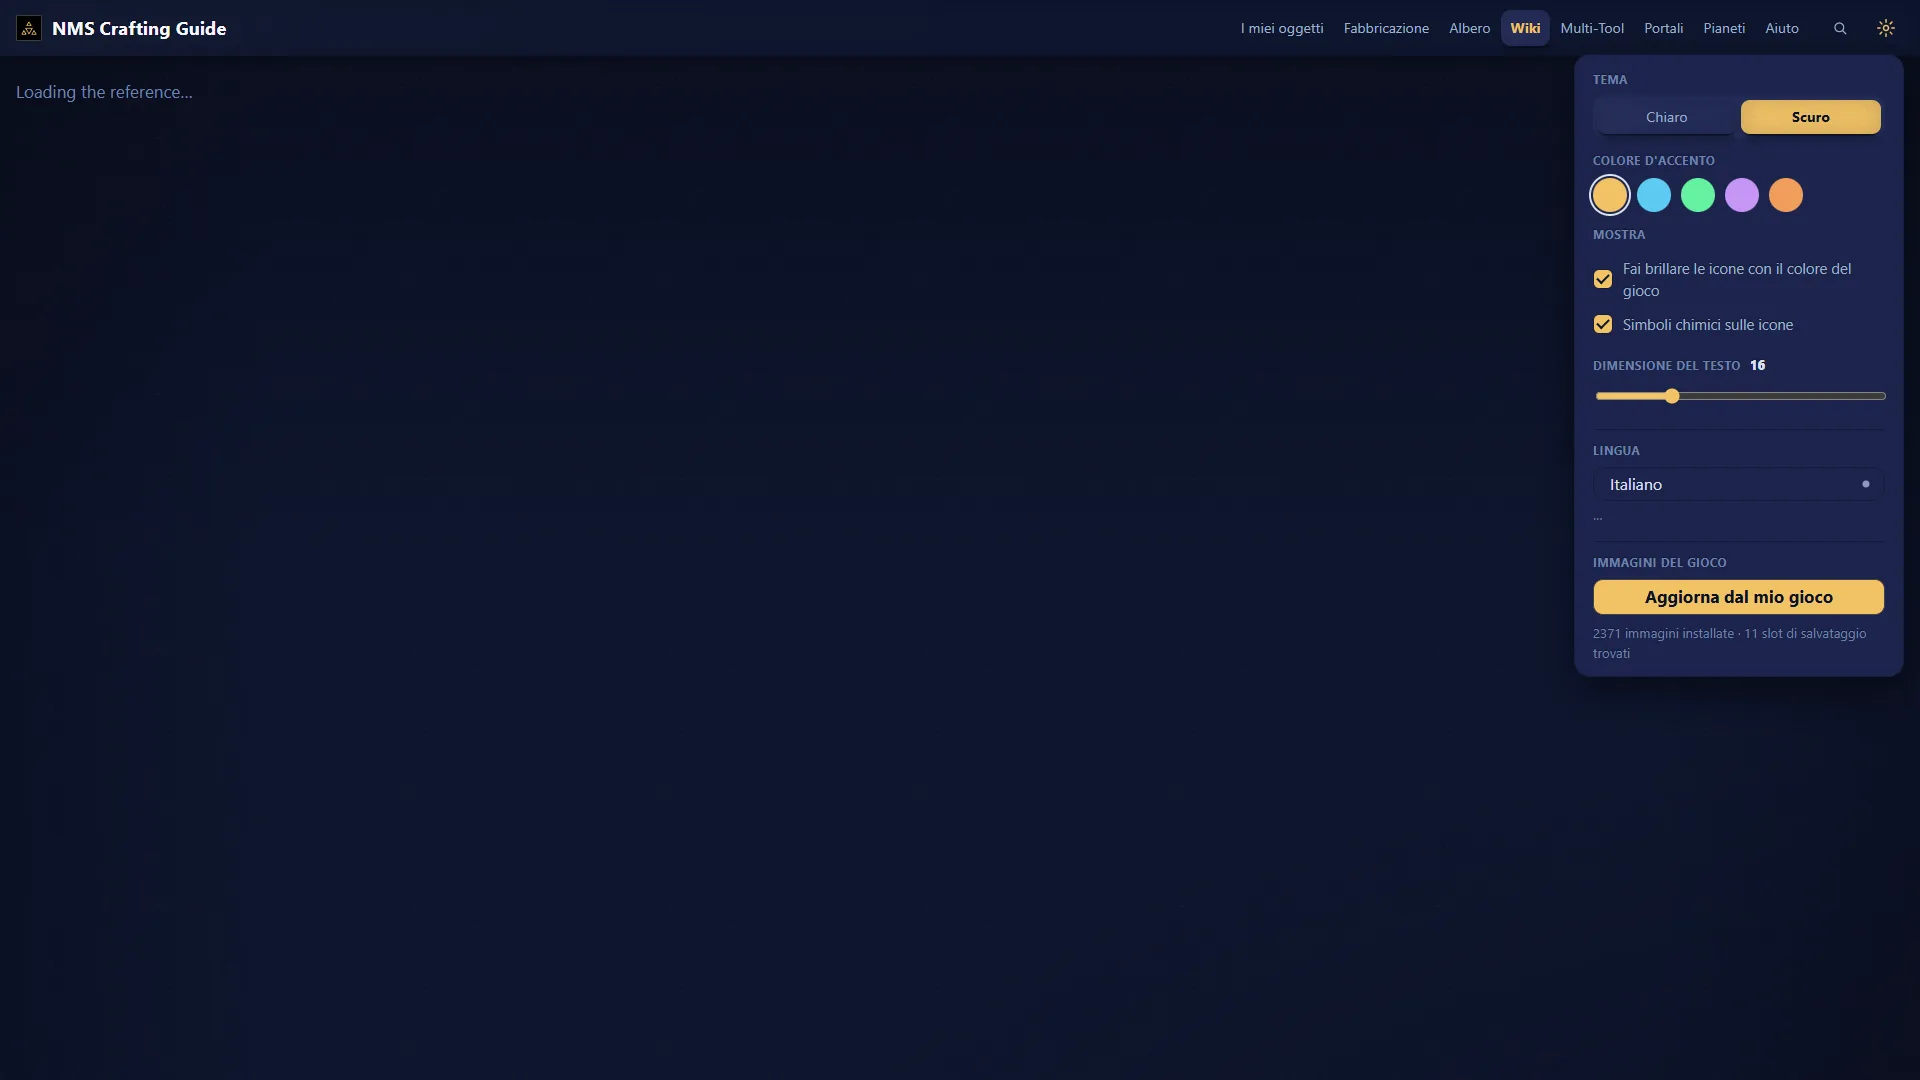 NMS Crafting Guide
I miei oggetti
Fabbricazione
Albero
Wiki
Multi-Tool
Portali
Pianeti
Aiuto
Loading the reference...
TEMA
Chiaro
Scuro
COLORE D'ACCENTO
MOSTRA
Fai brillare le icone con il colore del
gioco
Simboli chimici sulle icone
DIMENSIONE DEL TESTO 16
LINGUA
Italiano
...
IMMAGINI DEL GIOCO
Aggiorna dal mio gioco
2371 immagini installate · 11 slot di salvataggio
trovati